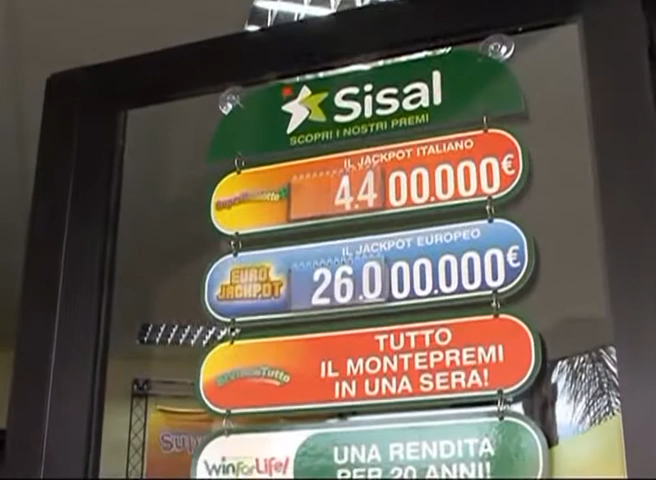 Sisal
SCOPRI I NOSTRI PREMI
IL JACKPOT ITALIANO
SuperEnalotto
4.400.000€
IL JACKPOT EUROPEO
EURO
JACKPOT
26.000.000€
TUTTO
IL MONTEPREMI
IN UNA SERA!
Tutto
Win for Life!
UNA RENDITA
PER 20 ANNI!